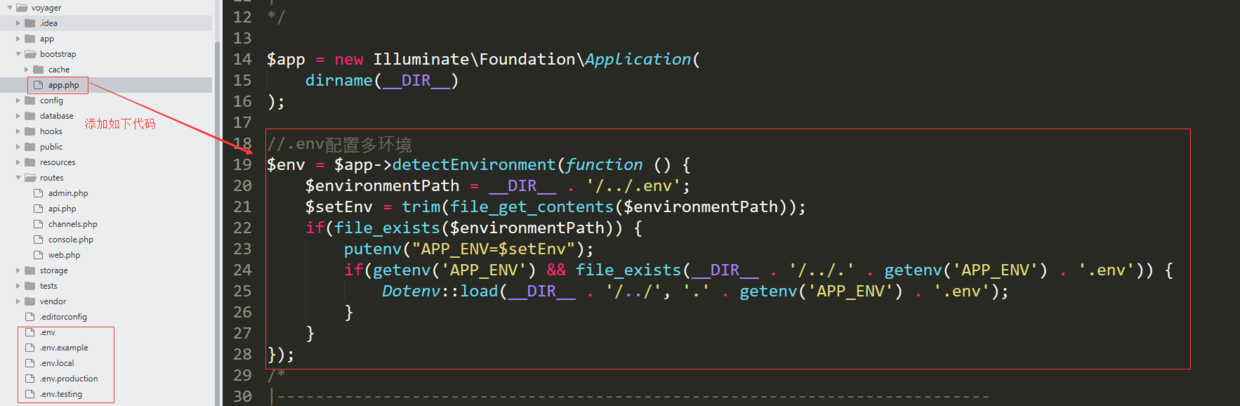 voyager
.idea
app
bootstrap
cache
app.php
config
database
hooks
public
resources
routes
admin.php
api.php
channels.php
console.php
web.php
storage
tests
vendor
.editorconfig
.env
.env.example
.env.local
.env.production
.env.testing
添加如下代码
12 */
13
14 $app = new Illuminate\Foundation\Application(
15     dirname(__DIR__)
16 );
17
18 //.env配置多环境
19 $env = $app->detectEnvironment(function () {
20     $environmentPath = __DIR__ . '/../.env';
21     $setEnv = trim(file_get_contents($environmentPath));
22     if(file_exists($environmentPath)) {
23         putenv("APP_ENV=$setEnv");
24         if(getenv('APP_ENV') && file_exists(__DIR__ . '/../.' . getenv('APP_ENV') . '.env')) {
25             Dotenv::load(__DIR__ . '/../', '.' . getenv('APP_ENV') . '.env');
26         }
27     }
28 });
29 /*
30 |--------------------------------------------------------------------------